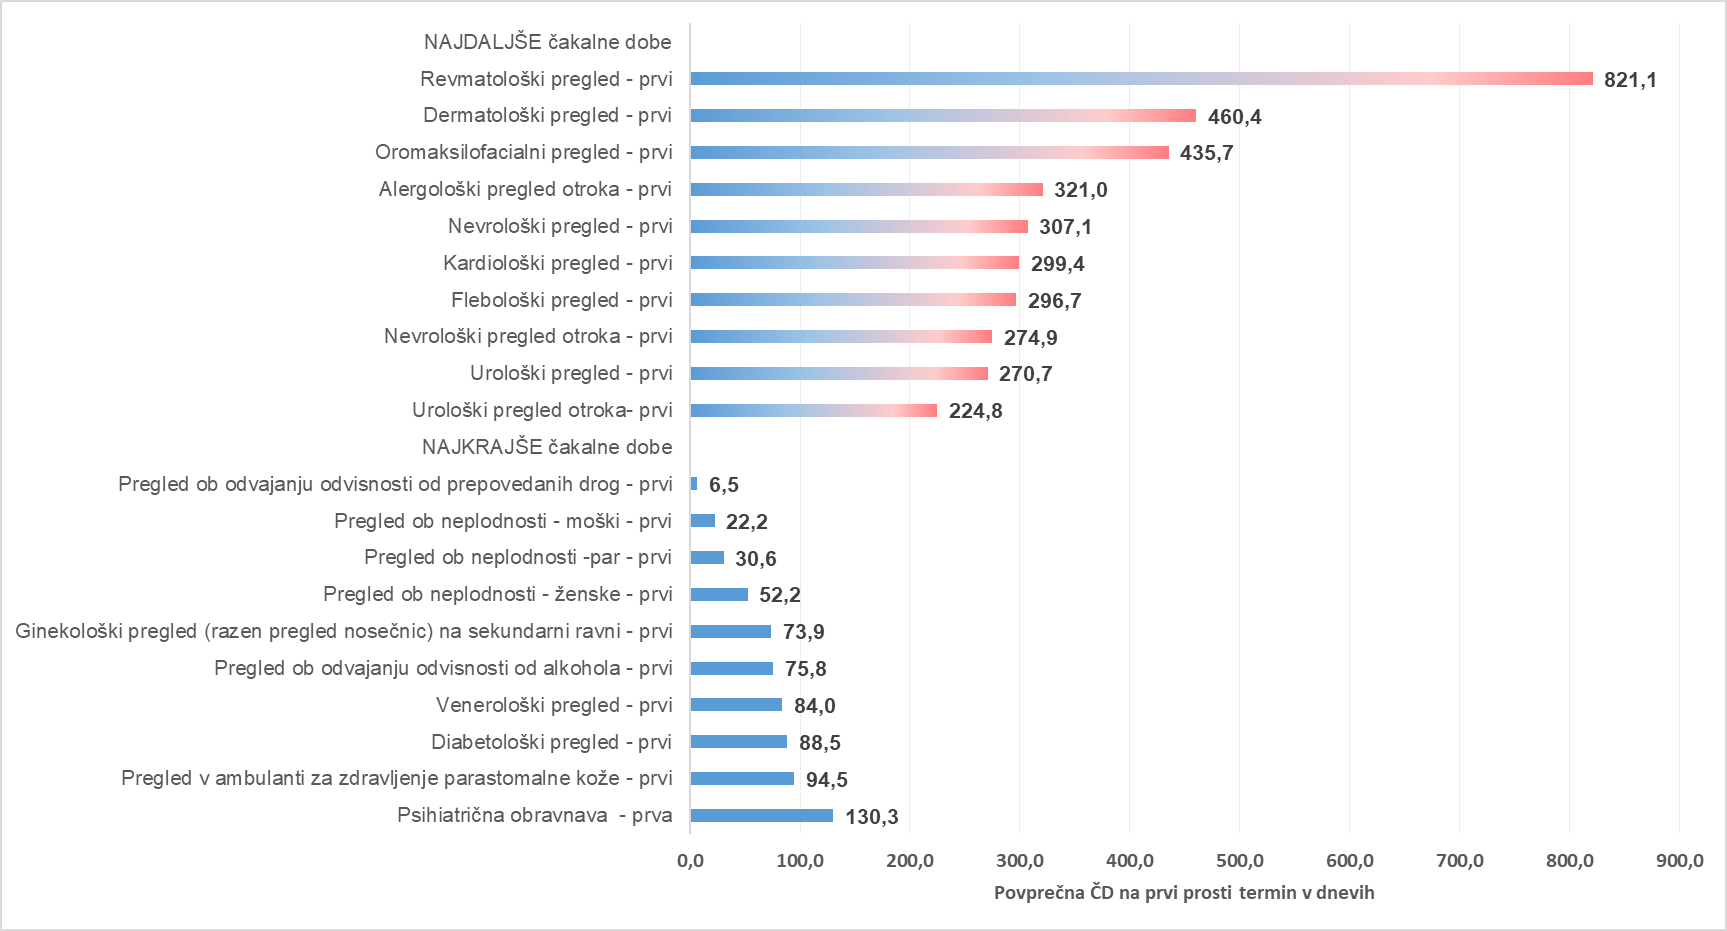 NAJDALJŠE čakalne dobe
Revmatološki pregled - prvi 821,1
Dermatološki pregled - prvi 460,4
Oromaksilofacialni pregled - prvi 435,7
Alergološki pregled otroka - prvi 321,0
Nevrološki pregled - prvi 307,1
Kardiološki pregled - prvi 299,4
Flebološki pregled - prvi 296,7
Nevrološki pregled otroka - prvi 274,9
Urološki pregled - prvi 270,7
Urološki pregled otroka- prvi 224,8
NAJKRAJŠE čakalne dobe
Pregled ob odvajanju odvisnosti od prepovedanih drog - prvi 6,5
Pregled ob neplodnosti - moški - prvi 22,2
Pregled ob neplodnosti -par - prvi 30,6
Pregled ob neplodnosti - ženske - prvi 52,2
Ginekološki pregled (razen pregled nosečnic) na sekundarni ravni - prvi 73,9
Pregled ob odvajanju odvisnosti od alkohola - prvi 75,8
Venerološki pregled - prvi 84,0
Diabetološki pregled - prvi 88,5
Pregled v ambulanti za zdravljenje parastomalne kože - prvi 94,5
Psihiatrična obravnava  - prva 130,3
0,0 100,0 200,0 300,0 400,0 500,0 600,0 700,0 800,0 900,0
Povprečna ČD na prvi prosti termin v dnevih